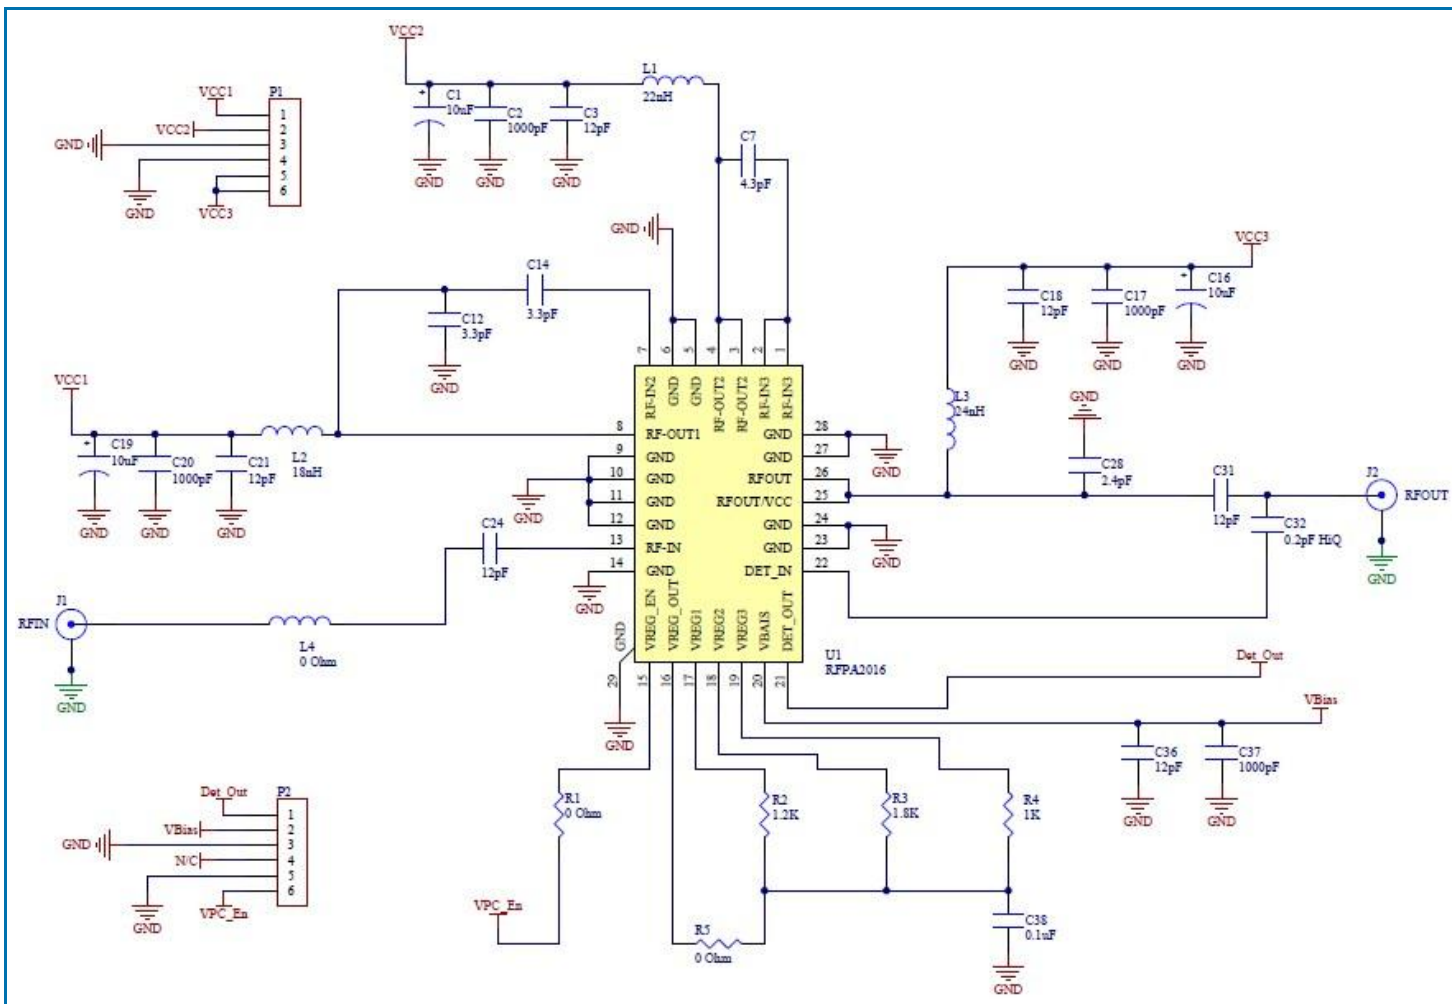 VCC2
VCC1
P1
1
VCC2
2
GND
3
4
5
6
GND
VCC3
C1
10uF
C2
1000pF
C3
12pF
L1
22nH
GND
GND
GND
C7
4.3pF
GND
C14
3.3pF
C12
3.3pF
GND
VCC3
C18
12pF
C17
1000pF
C16
10uF
GND
GND
GND
L3
24nH
VCC1
C19
10uF
C20
1000pF
C21
12pF
L2
18nH
GND
GND
GND
7
6
5
4
3
2
1
RF-IN2
GND
GND
RF-OUT2
RF-OUT2
RF-IN3
RF-IN3
8
RF-OUT1
9
GND
10
GND
11
GND
12
GND
13
RF-IN
14
GND
GND
28
27
GND
26
RFOUT
25
RFOUT/VCC
24
GND
23
GND
22
DET_IN
GND
GND
GND
GND
GND
C28
2.4pF
C31
12pF
C32
0.2pF HiQ
J2
RFOUT
GND
C24
12pF
J1
RFIN
GND
L4
0 Ohm
GND
VREG_EN
VREG_OUT
VREG1
VREG2
VREG3
VBAIS
DET_OUT
29
15
16
17
18
19
20
21
GND
U1
RFPA2016
Det_Out
VBias
C36
12pF
C37
1000pF
GND
GND
R1
0 Ohm
R2
1.2K
R3
1.8K
R4
1K
VPC_En
R5
0 Ohm
C38
0.1uF
GND
Det_Out
P2
1
VBias
2
GND
3
N/C
4
5
6
GND
VPC_En